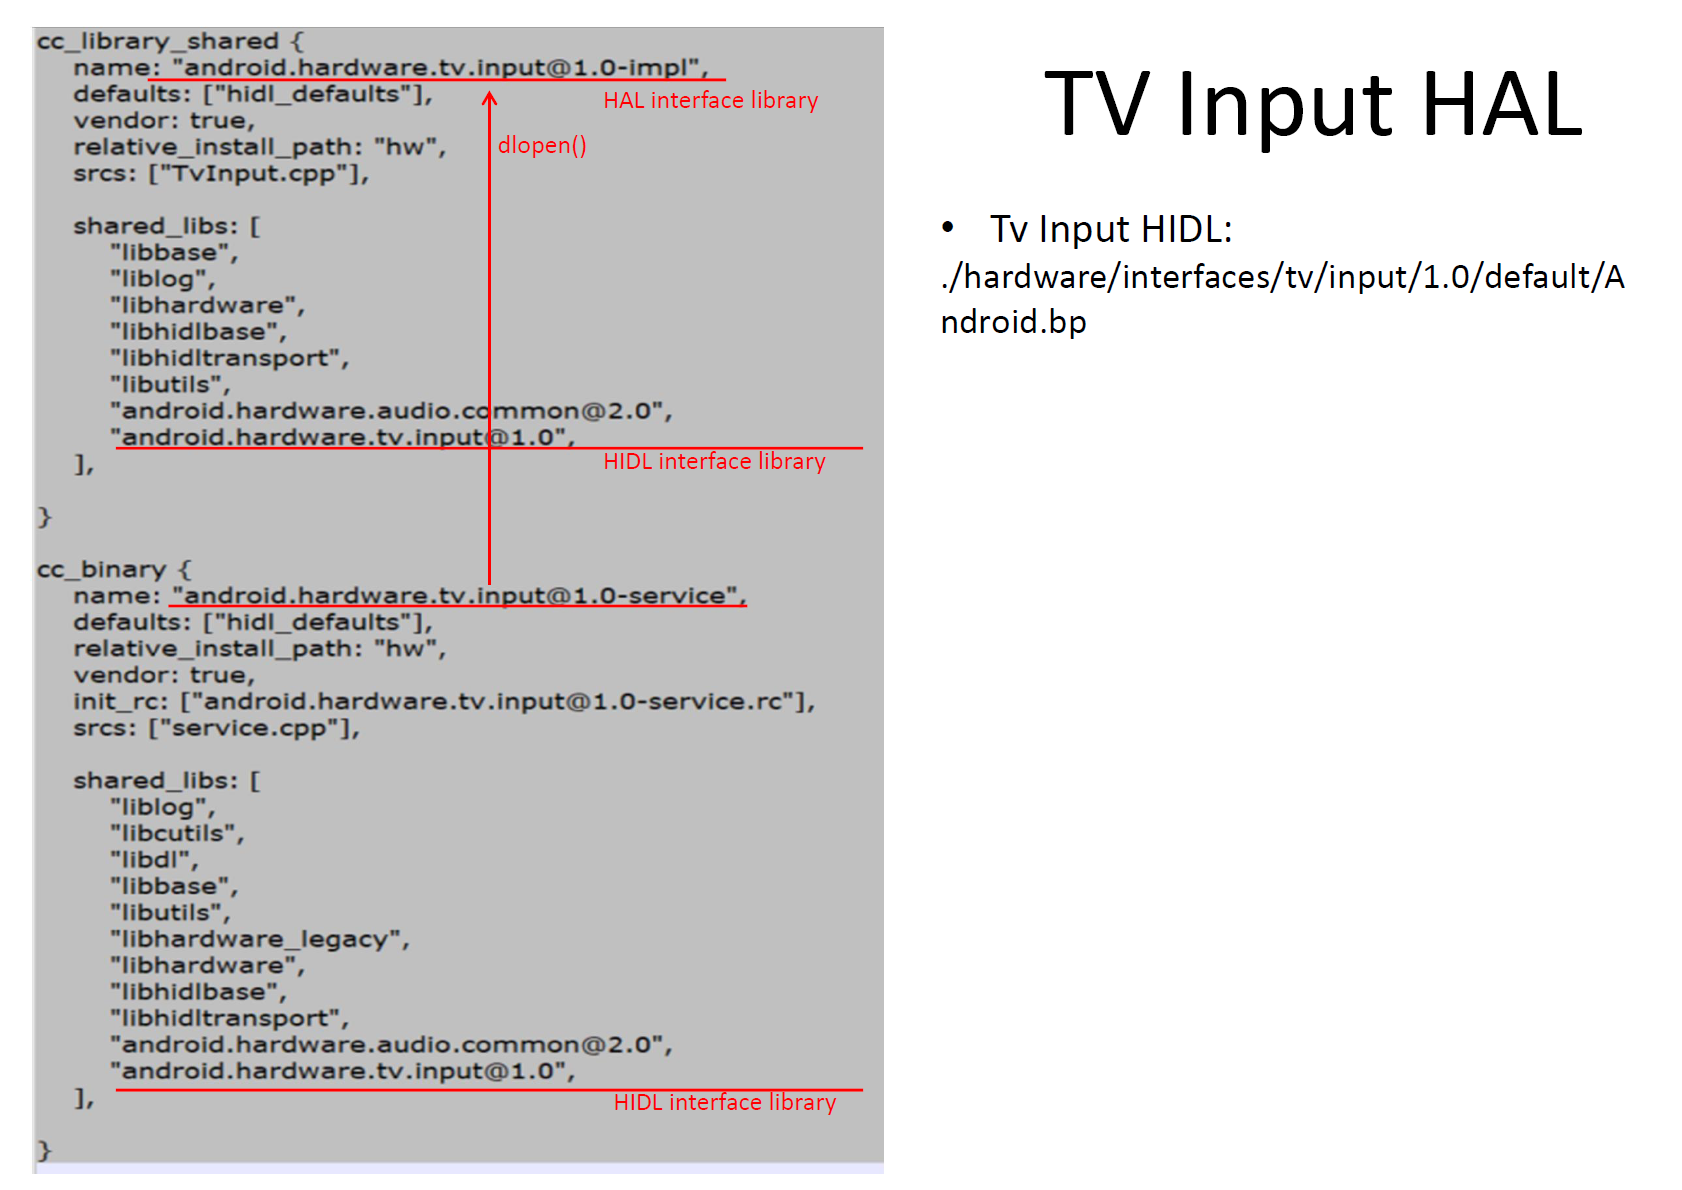 cc_library_shared {
name: "android.hardware.tv.input@1.0-impl",
HAL interface library
defaults: ["hidl_defaults"],
vendor: true,
dlopen()
relative_install_path: "hw",
srcs: ["TvInput.cpp"],
shared_libs: [
"libbase",
"liblog",
"libhardware",
"libhidlbase",
"libhidltransport",
"libutils",
"android.hardware.audio.common@2.0",
"android.hardware.tv.input@1.0",
HIDL interface library
],
}
cc_binary {
name: "android.hardware.tv.input@1.0-service",
defaults: ["hidl_defaults"],
relative_install_path: "hw",
vendor: true,
init_rc: ["android.hardware.tv.input@1.0-service.rc"],
srcs: ["service.cpp"],
shared_libs: [
"liblog",
"libcutils",
"libdl",
"libbase",
"libutils",
"libhardware_legacy",
"libhardware",
"libhidlbase",
"libhidltransport",
"android.hardware.audio.common@2.0",
"android.hardware.tv.input@1.0",
HIDL interface library
],
}
TV Input HAL
• Tv Input HIDL:
./hardware/interfaces/tv/input/1.0/default/A
ndroid.bp